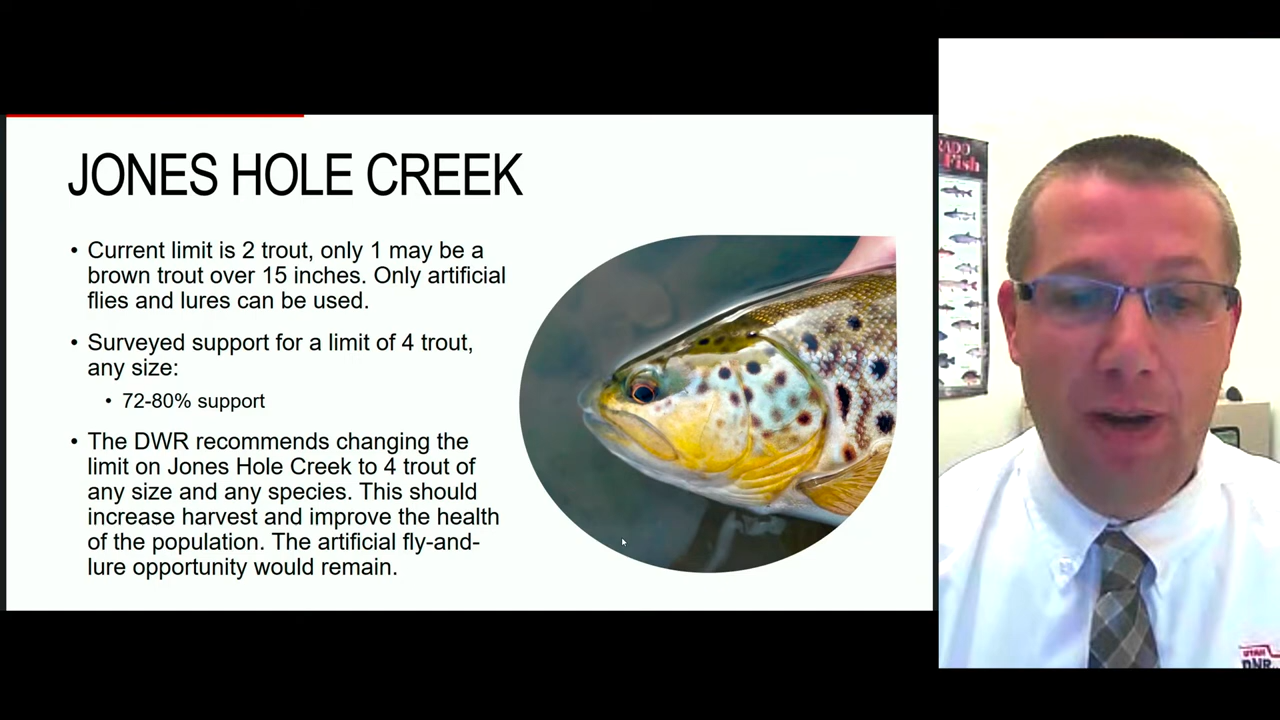 JONES HOLE CREEK
• Current limit is 2 trout, only 1 may be a
brown trout over 15 inches. Only artificial
flies and lures can be used.
• Surveyed support for a limit of 4 trout,
any size:
• 72-80% support
• The DWR recommends changing the
limit on Jones Hole Creek to 4 trout of
any size and any species. This should
increase harvest and improve the health
of the population. The artificial fly-and-
lure opportunity would remain.
RADO
Fish
UTAH
DNR